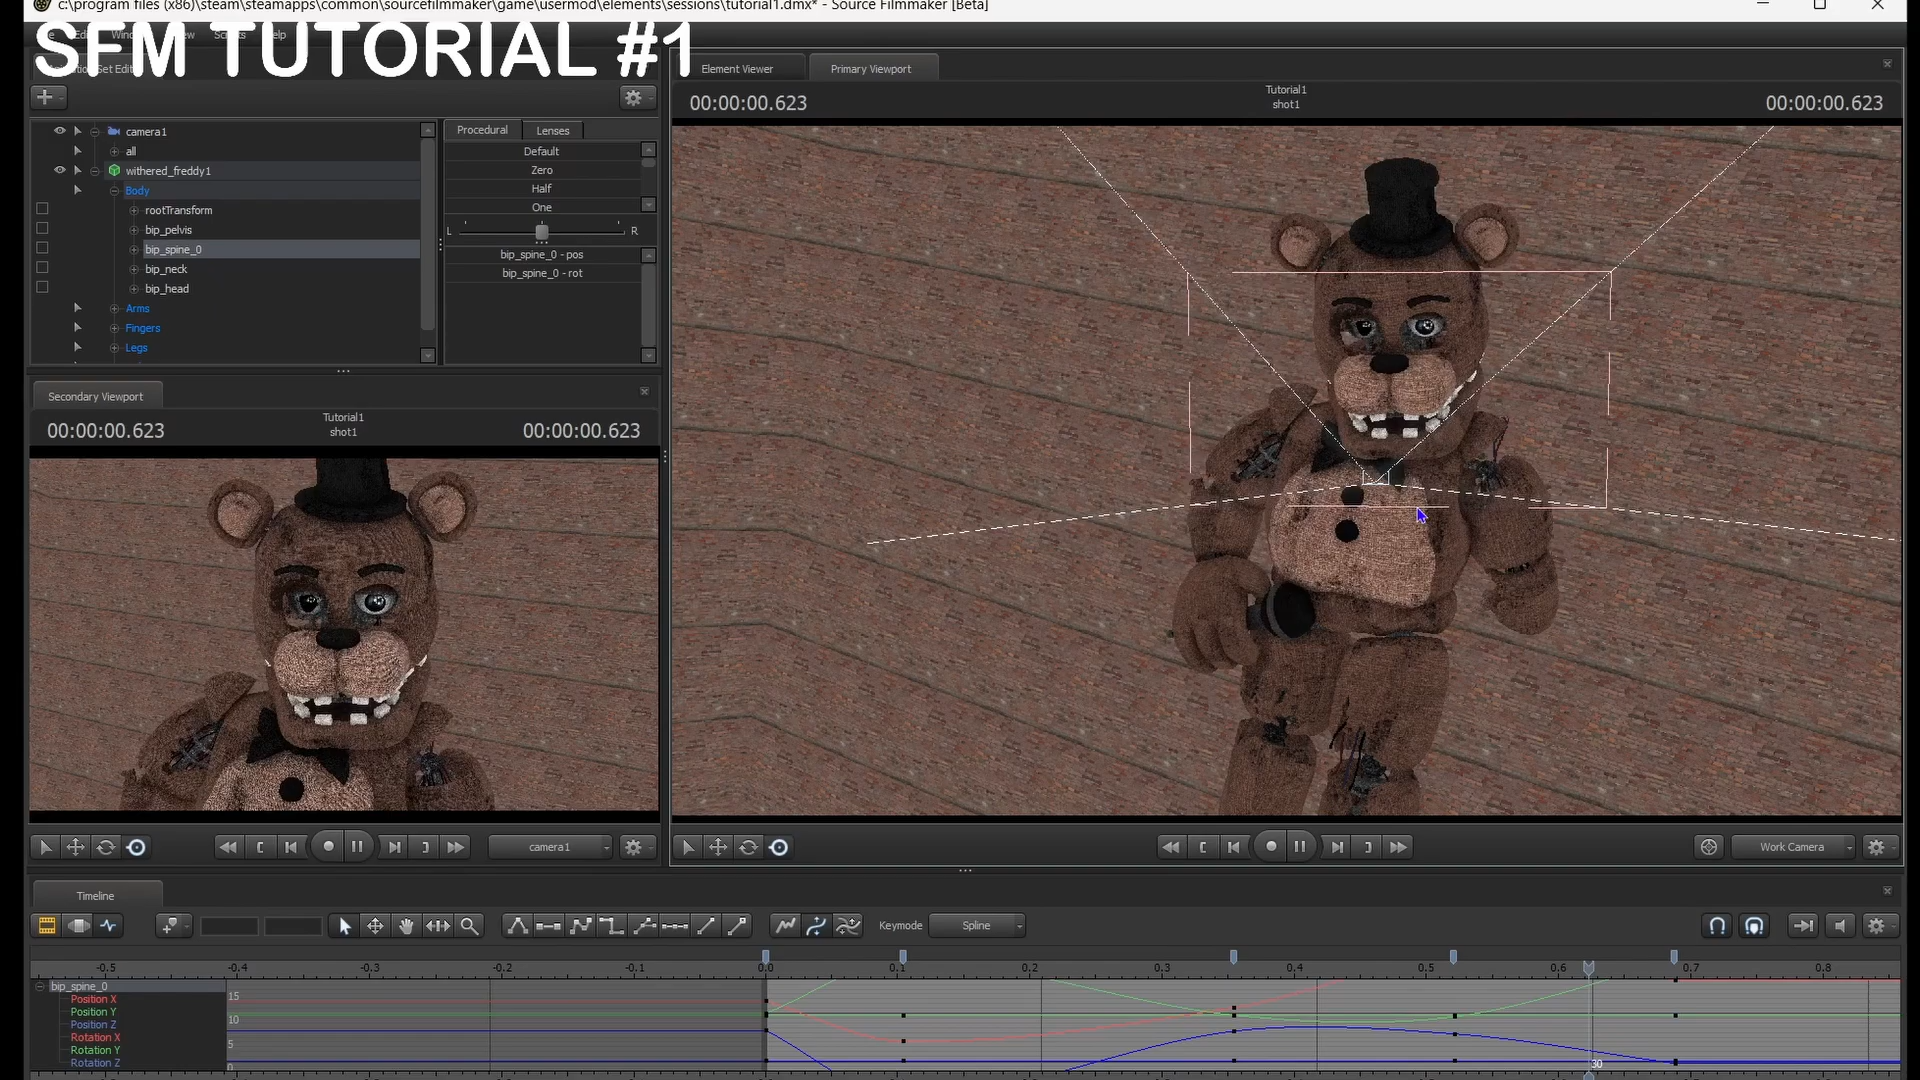 c:\program files (x86)\steam\steamapps\common\sourcefilmmaker\game\usermod\elements\sessions\tutorial1.dmx* - Source Filmmaker [Beta]
SFM TUTORIAL #1
Element Viewer
Primary Viewport
00:00:00.623
Tutorial1
shot1
00:00:00.623
camera1
all
withered_freddy1
Body
rootTransform
bip_pelvis
bip_spine_0
bip_neck
bip_head
Arms
Fingers
Legs
Procedural
Lenses
Default
Zero
Half
One
L
R
bip_spine_0 - pos
bip_spine_0 - rot
Secondary Viewport
00:00:00.623
Tutorial1
shot1
00:00:00.623
camera1
Work Camera
Timeline
Keymode
Spline
-0.5 -0.4 -0.3 -0.2 -0.1 0.0 0.1 0.2 0.3 0.4 0.5 0.6 0.7 0.8
bip_spine_0
Position X
Position Y
Position Z
Rotation X
Rotation Y
Rotation Z
15
10
5
0
30